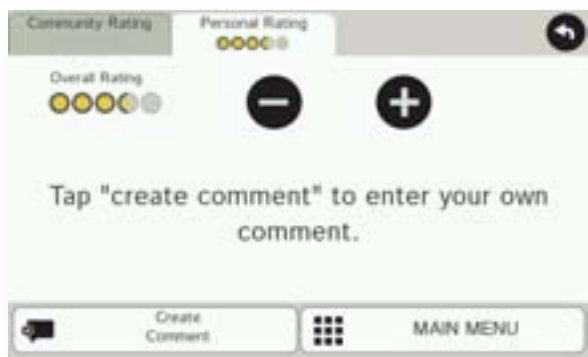 Community Rating
Personal Rating
Overall Rating
Tap "create comment" to enter your own
comment.
Create
Comment
MAIN MENU